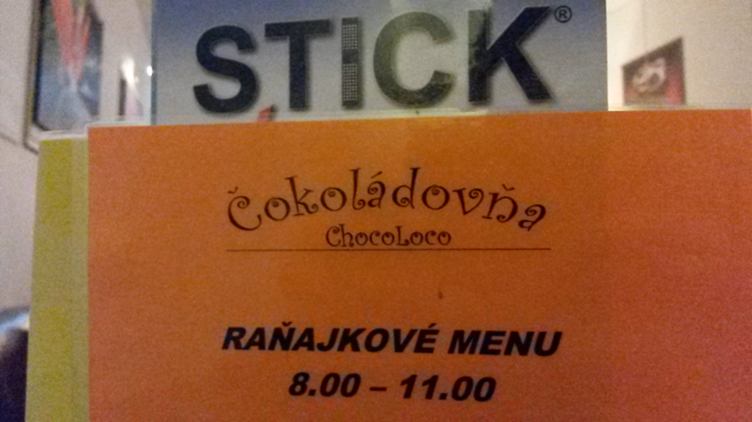 STICK®
Čokoládovňa
ChocoLoco
RAŇAJKOVÉ MENU
8.00 – 11.00